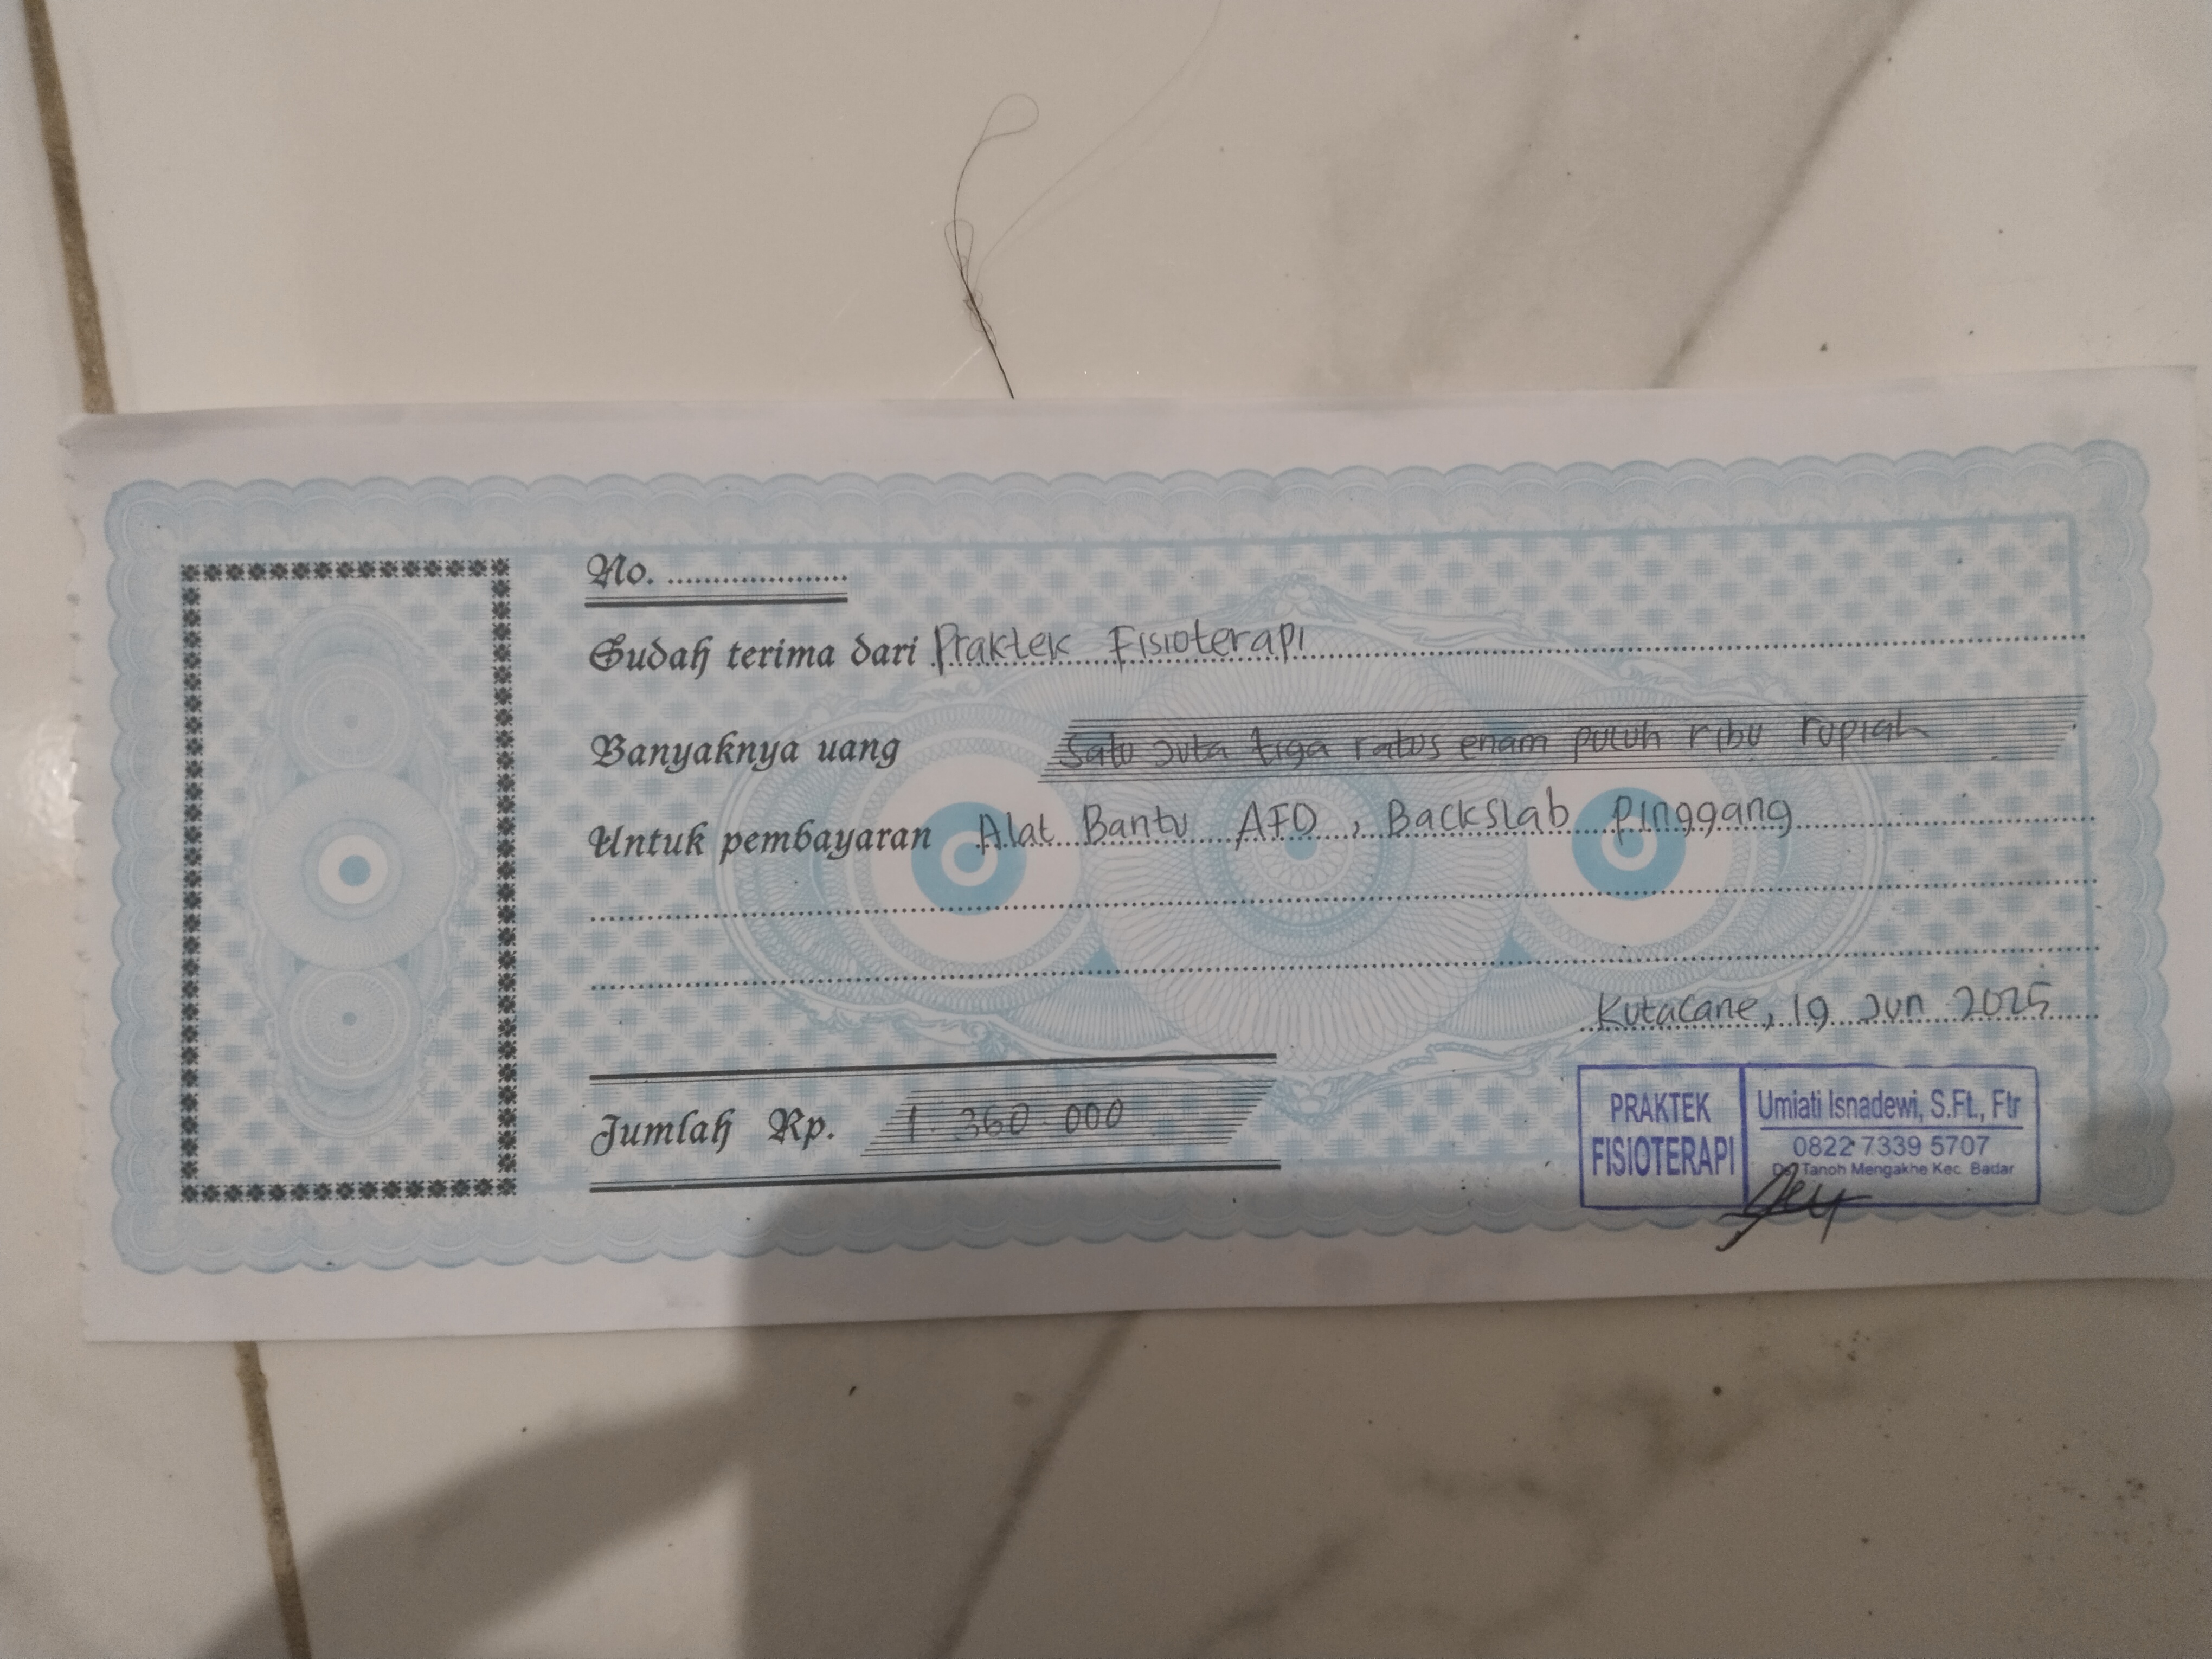 No. ....................
Sudah terima dari Praktek Fisioterapi
Banyaknya uang Satu Juta tiga ratus enam puluh ribu rupiah
Untuk pembayaran Alat Bantu AFO, Backslab Pinggang
Kutacane, 19 Jun 2025
Jumlah Rp. 1.360.000
PRAKTEK FISIOTERAPI
Umiati Isnadewi, S.Ft., Ftr
0822 7339 5707
Tanoh Mengakhe Kec. Badar